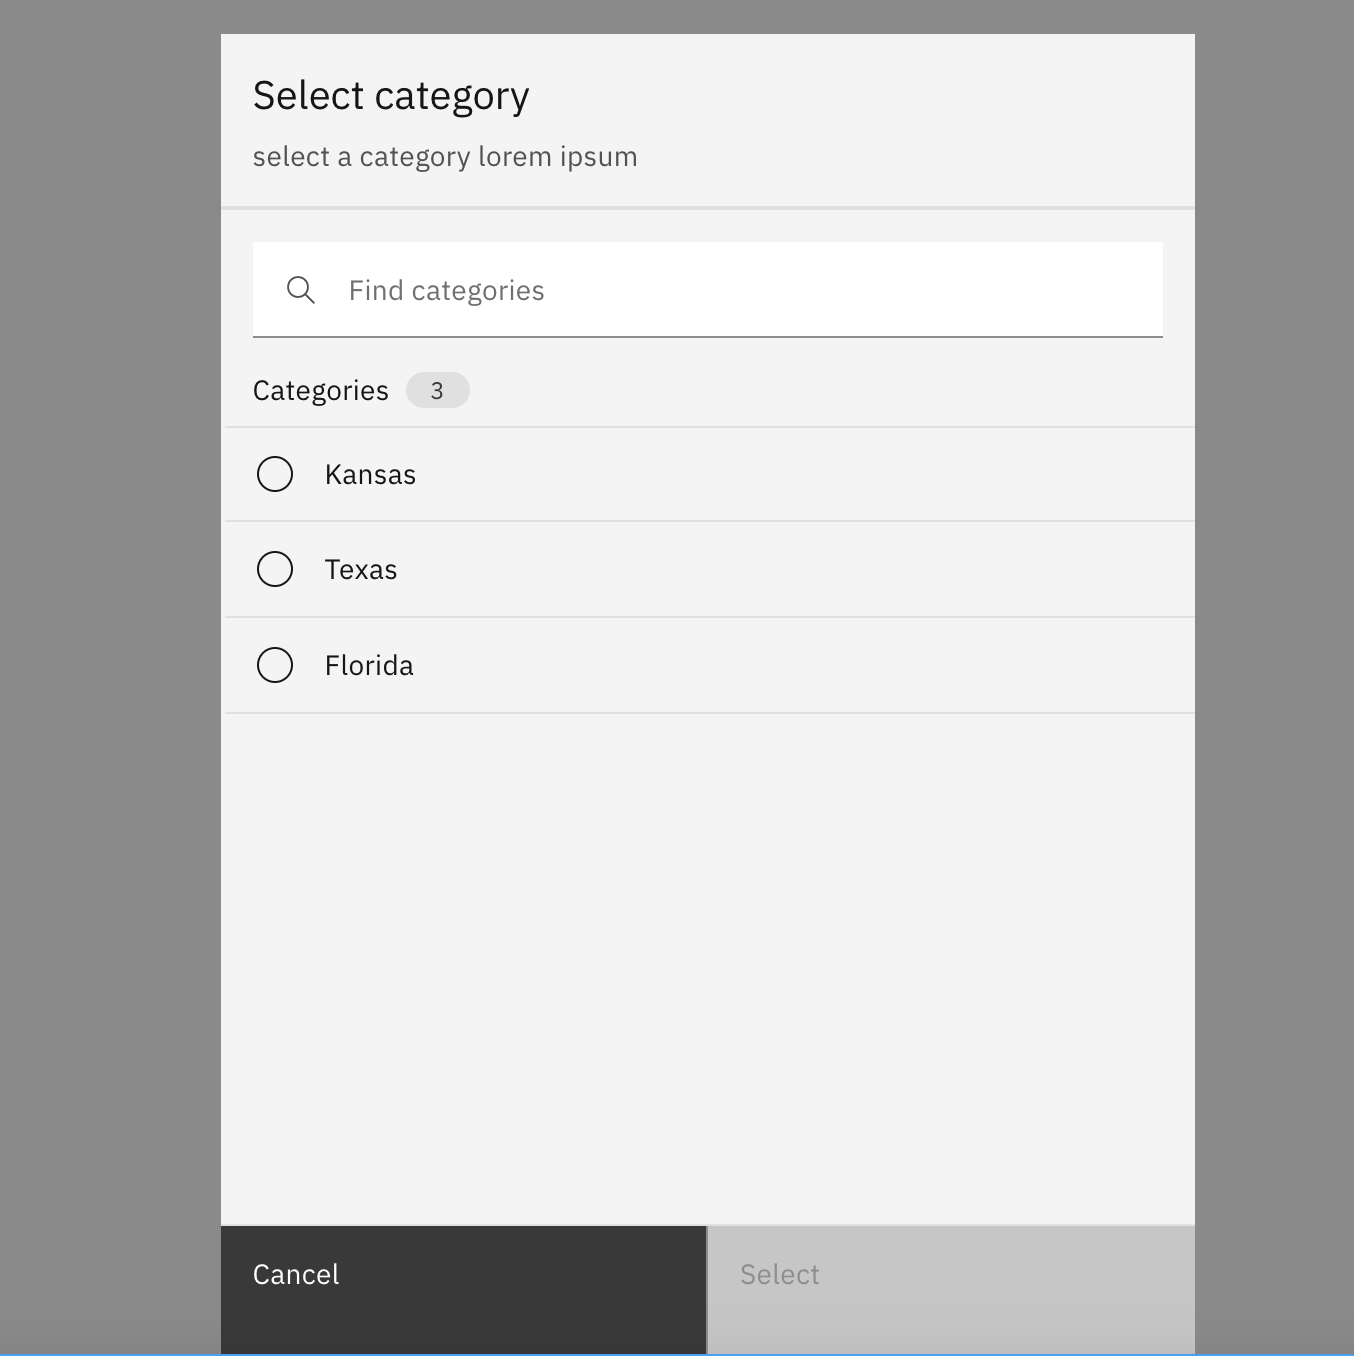 Select category
select a category lorem ipsum
Find categories
Categories 3
Kansas
Texas
Florida
Cancel
Select